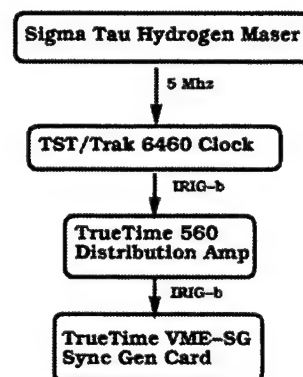 Sigma Tau Hydrogen Maser
5 Mhz
TST/Trak 6460 Clock
IRIG-b
TrueTime 560
Distribution Amp
IRIG-b
TrueTime VME-SG
Sync Gen Card